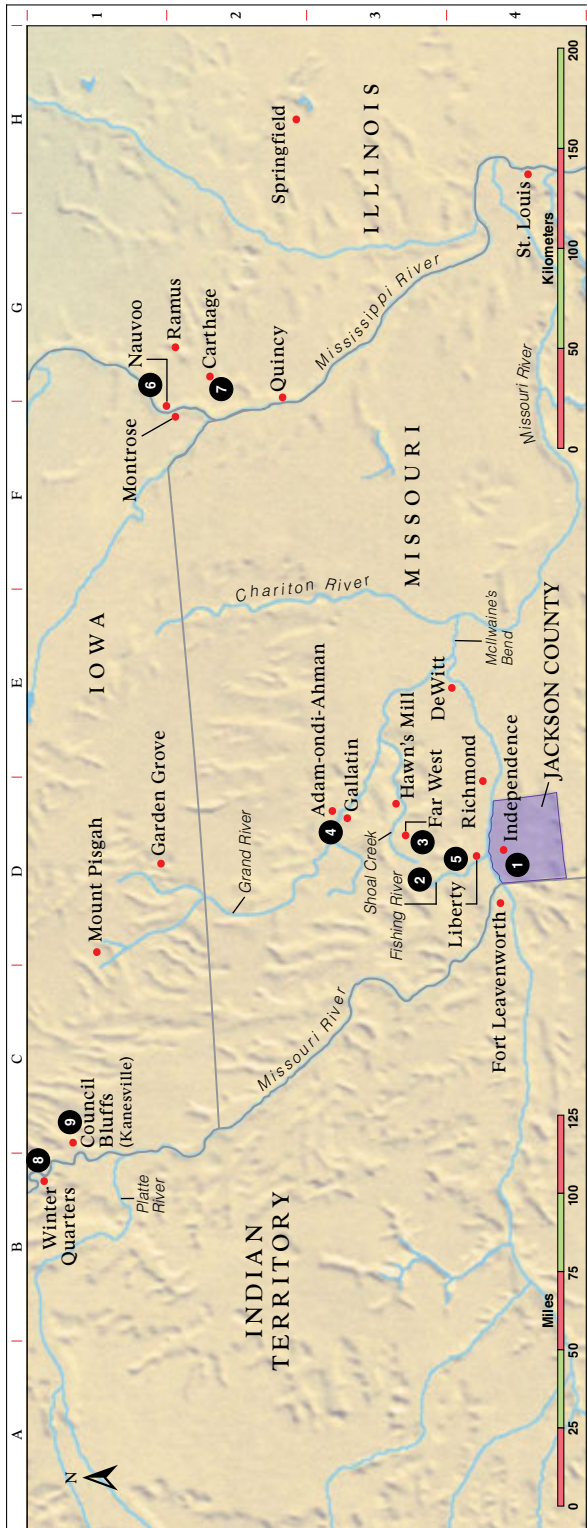 A
B
C
D
E
F
G
H
1
2
3
4
N
8
Winter
Quarters
9
Council
Bluffs
(Kanesville)
Platte
River
INDIAN
TERRITORY
Missouri River
Mount Pisgah
Garden Grove
IOWA
Grand River
4
Adam-ondi-Ahman
Gallatin
Shoal Creek
Hawn's Mill
Far West
3
Fishing River
2
5
Liberty
Richmond
DeWitt
Fort Leavenworth
1
Independence
JACKSON COUNTY
McIlwaine's
Bend
Chariton River
MISSOURI
Montrose
6
Nauvoo
Ramus
Carthage
7
Quincy
Mississippi River
Springfield
ILLINOIS
St. Louis
Missouri River
Miles
0
25
50
75
100
125
Kilometers
0
50
100
150
200